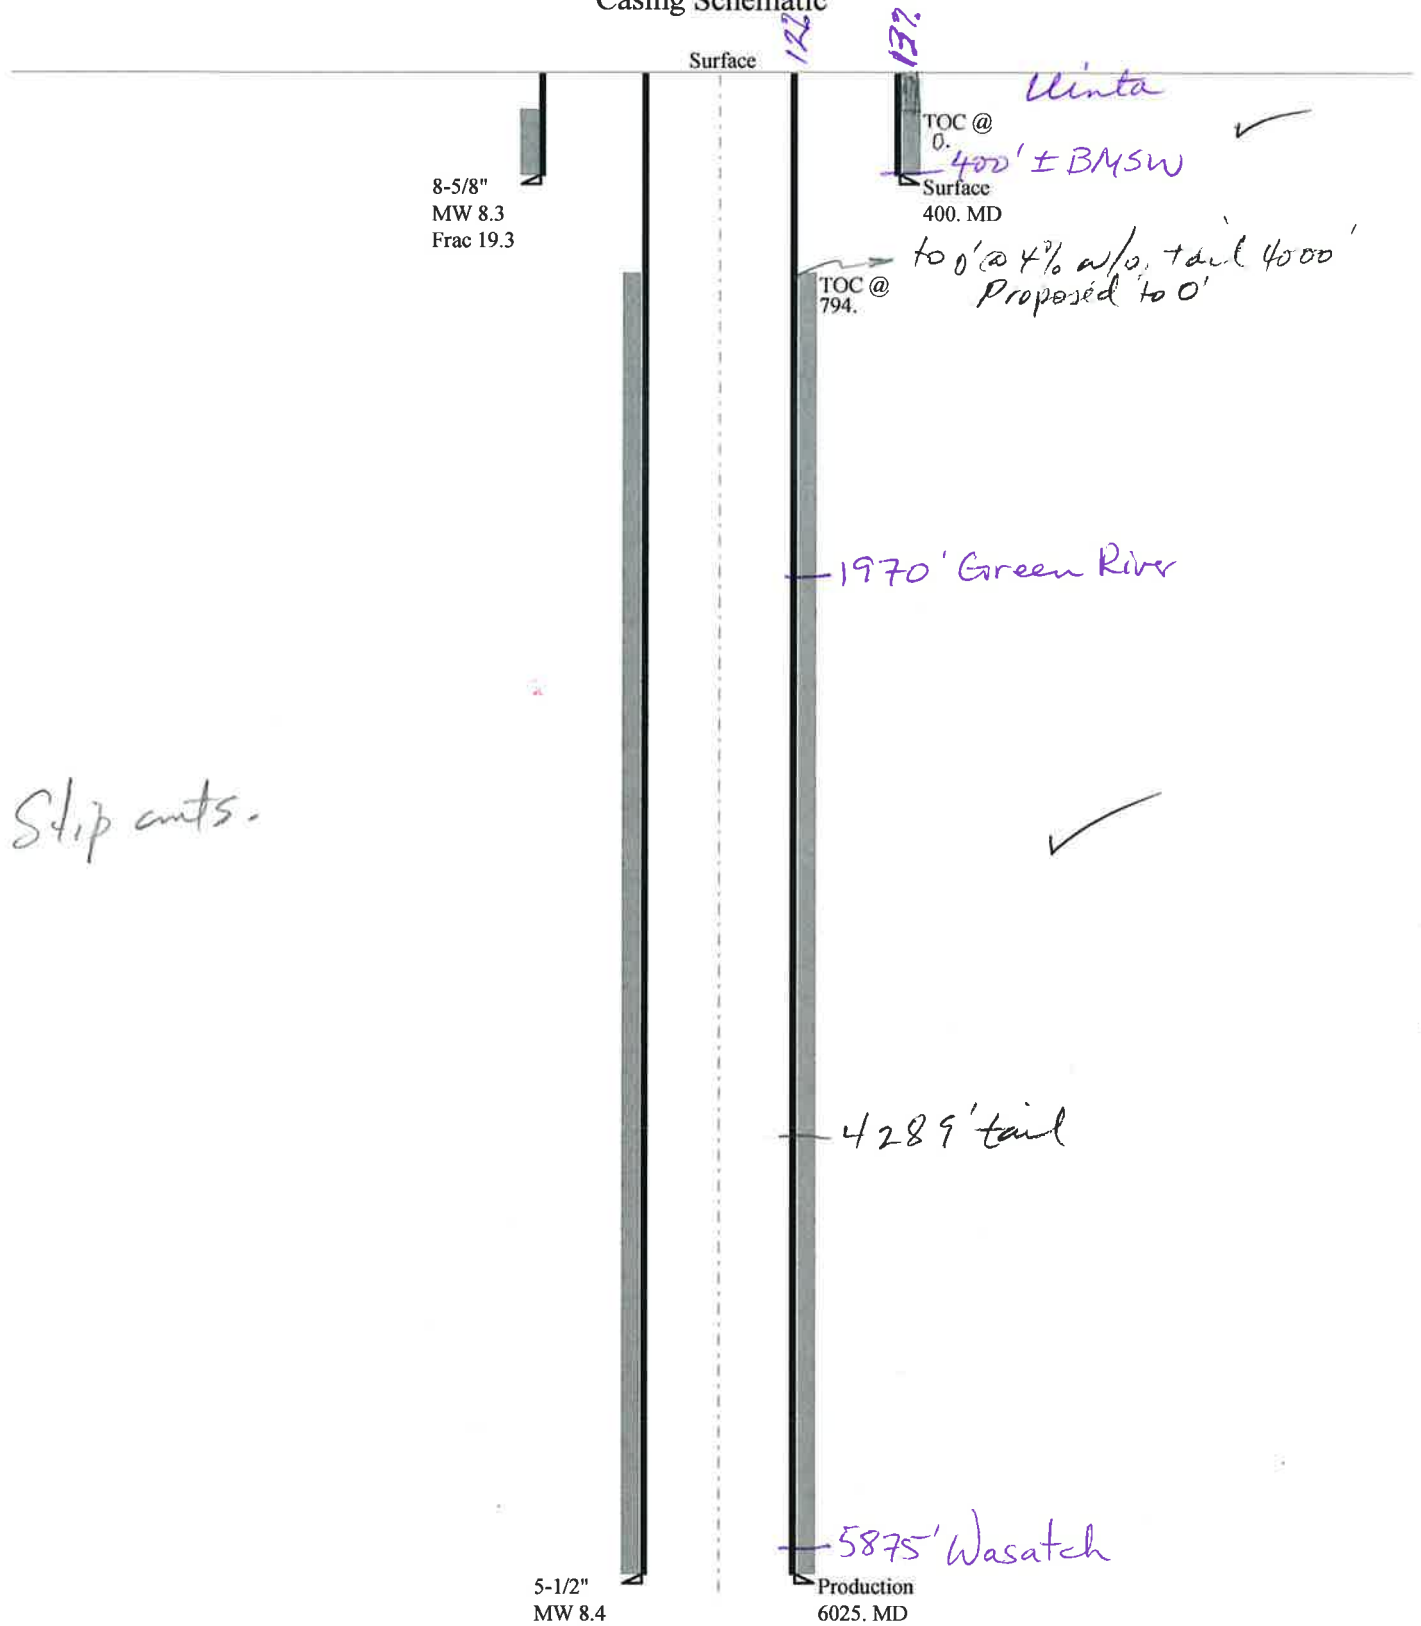 Casing Schematic
12%
13%
Surface
Uinta
TOC @
0.
400' ± BMSW
8-5/8"
MW 8.3
Frac 19.3
Surface
400. MD
to 0' @ 4% w/o, tail 4000'
Proposed to 0'
TOC @
794.
1970' Green River
Stip cmts.
4289' tail
5875' Wasatch
5-1/2"
MW 8.4
Production
6025. MD